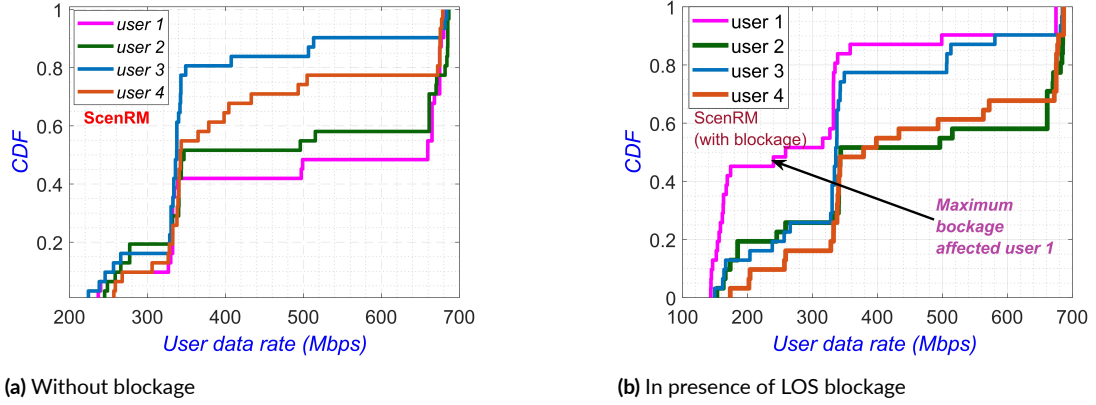 user 1
user 2
user 3
user 4
ScenRM
1
0.8
0.6
0.4
0.2
CDF
200 300 400 500 600 700
User data rate (Mbps)
(a) Without blockage
user 1
user 2
user 3
user 4
ScenRM
(with blockage)
Maximum
bockage
affected user 1
1
0.8
0.6
0.4
0.2
0
CDF
100 200 300 400 500 600 700
User data rate (Mbps)
(b) In presence of LOS blockage